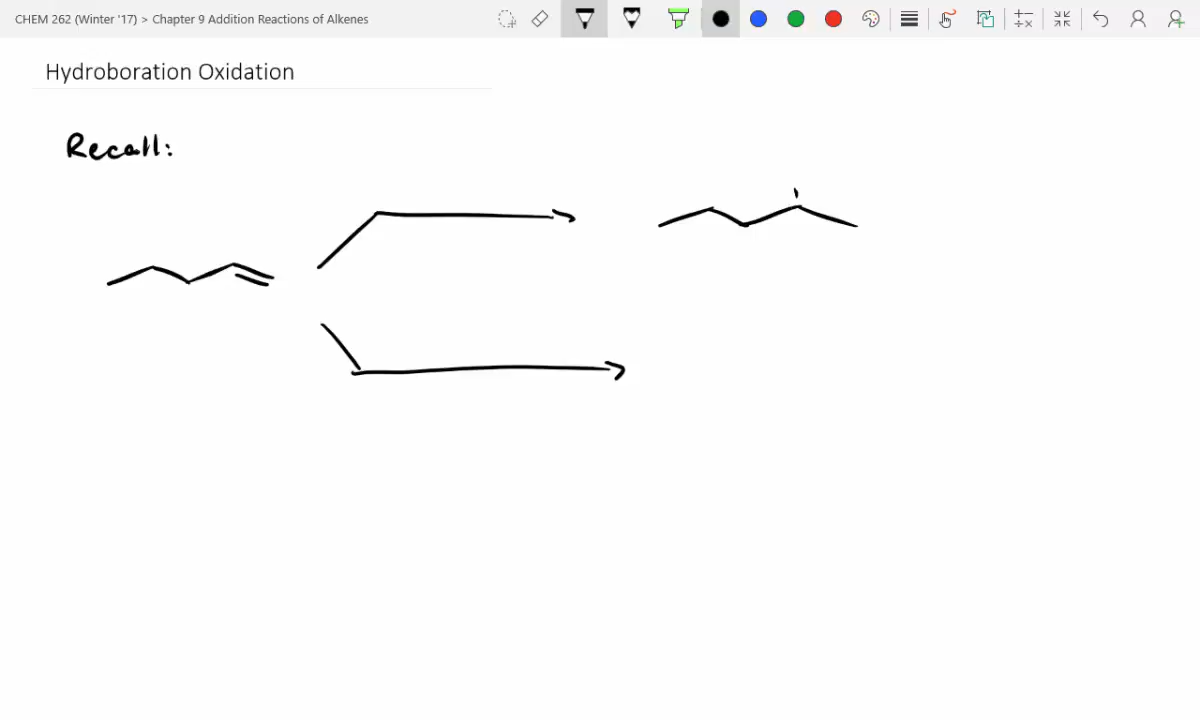 CHEM 262 (Winter '17) > Chapter 9 Addition Reactions of Alkenes
Hydroboration Oxidation
Recall: